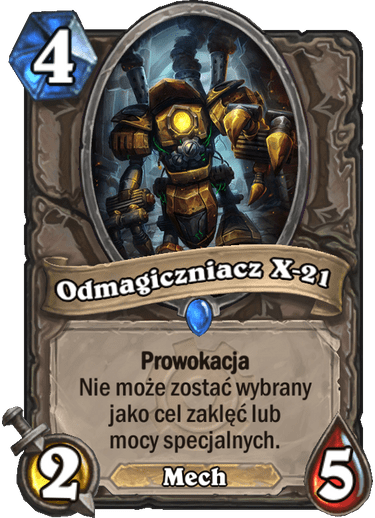 4
Odmagiczniacz X-21
Prowokacja
Nie może zostać wybrany
jako cel zaklęć lub
mocy specjalnych.
2
Mech
5